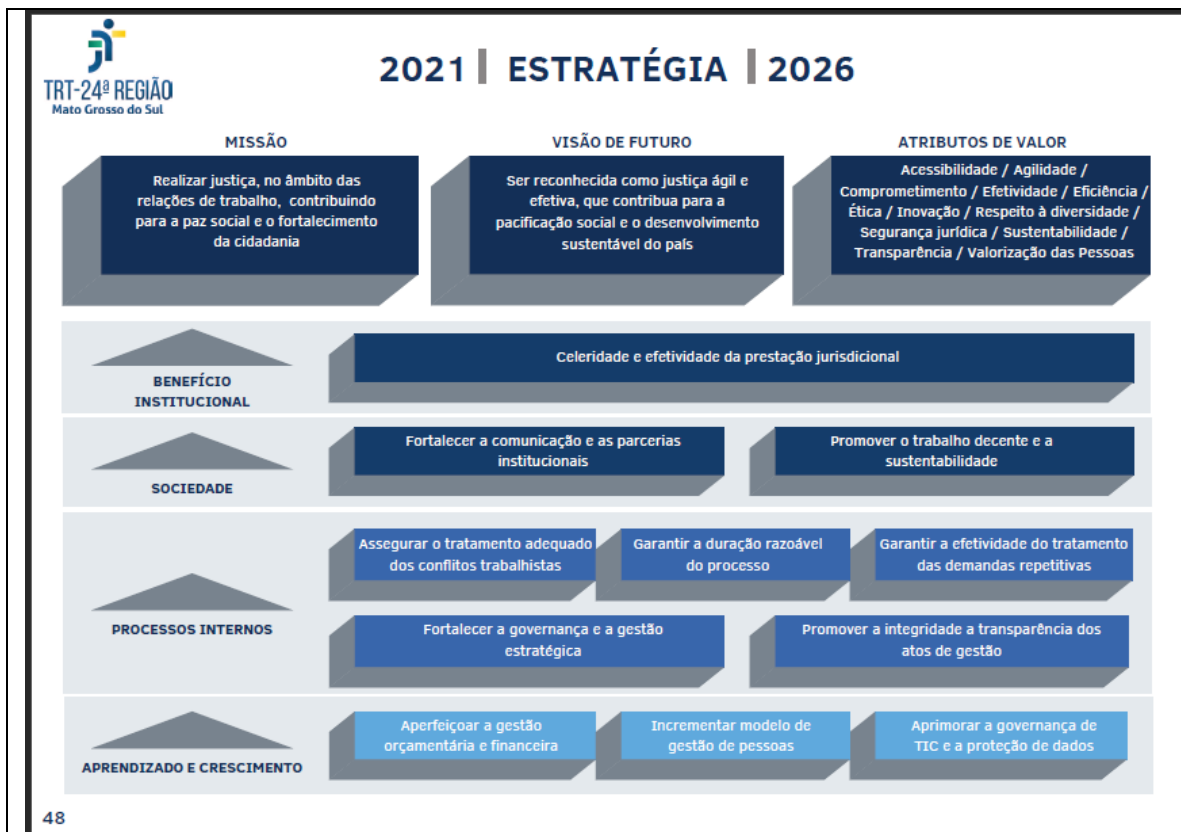 TRT-24ª REGIÃO
Mato Grosso do Sul
2021 | ESTRATÉGIA | 2026
MISSÃO
Realizar justiça, no âmbito das
relações de trabalho, contribuindo
para a paz social e o fortalecimento
da cidadania
VISÃO DE FUTURO
Ser reconhecida como justiça ágil e
efetiva, que contribua para a
pacificação social e o desenvolvimento
sustentável do país
ATRIBUTOS DE VALOR
Acessibilidade / Agilidade /
Comprometimento / Efetividade / Eficiência /
Ética / Inovação / Respeito à diversidade /
Segurança jurídica / Sustentabilidade /
Transparência / Valorização das Pessoas
BENEFÍCIO
INSTITUCIONAL
Celeridade e efetividade da prestação jurisdicional
SOCIEDADE
Fortalecer a comunicação e as parcerias
institucionais
Promover o trabalho decente e a
sustentabilidade
PROCESSOS INTERNOS
Assegurar o tratamento adequado
dos conflitos trabalhistas
Garantir a duração razoável
do processo
Garantir a efetividade do tratamento
das demandas repetitivas
Fortalecer a governança e a gestão
estratégica
Promover a integridade a transparência dos
atos de gestão
APRENDIZADO E CRESCIMENTO
Aperfeiçoar a gestão
orçamentária e financeira
Incrementar modelo de
gestão de pessoas
Aprimorar a governança de
TIC e a proteção de dados
48